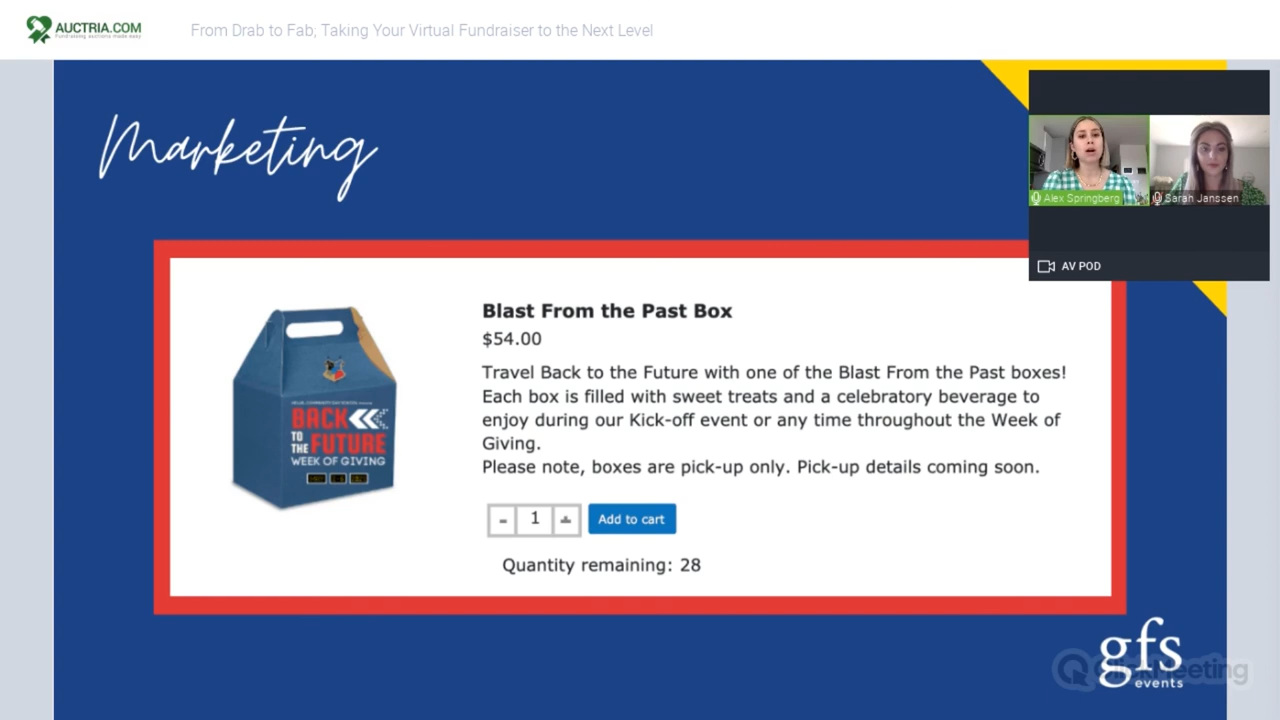 AUCTRIA.COM
Fundraising auctions made easy
From Drab to Fab, Taking Your Virtual Fundraiser to the Next Level
Marketing
Alex Springberg
Sarah Janssen
AV POD
Blast From the Past Box
$54.00
Travel Back to the Future with one of the Blast From the Past boxes!
Each box is filled with sweet treats and a celebratory beverage to
enjoy during our Kick-off event or any time throughout the Week of
Giving.
Please note, boxes are pick-up only. Pick-up details coming soon.
- 1 +
Add to cart
Quantity remaining: 28
BACK
TO
THE FUTURE
WEEK OF GIVING
gfs
events
ClickMeeting